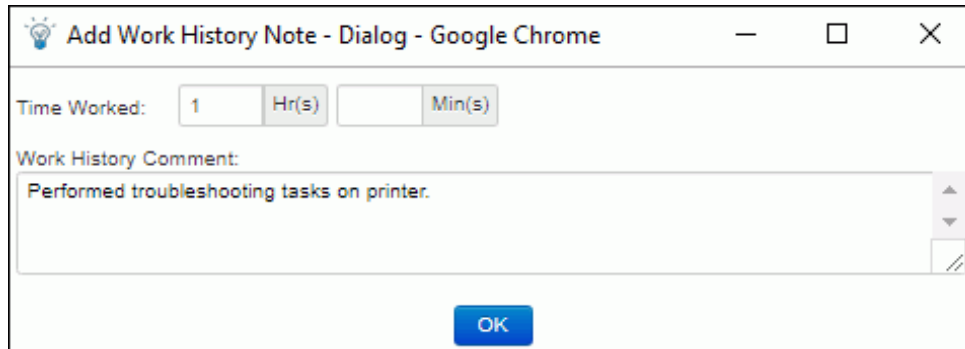 Add Work History Note - Dialog - Google Chrome
Time Worked: 1 Hr(s) Min(s)
Work History Comment:
Performed troubleshooting tasks on printer.
OK